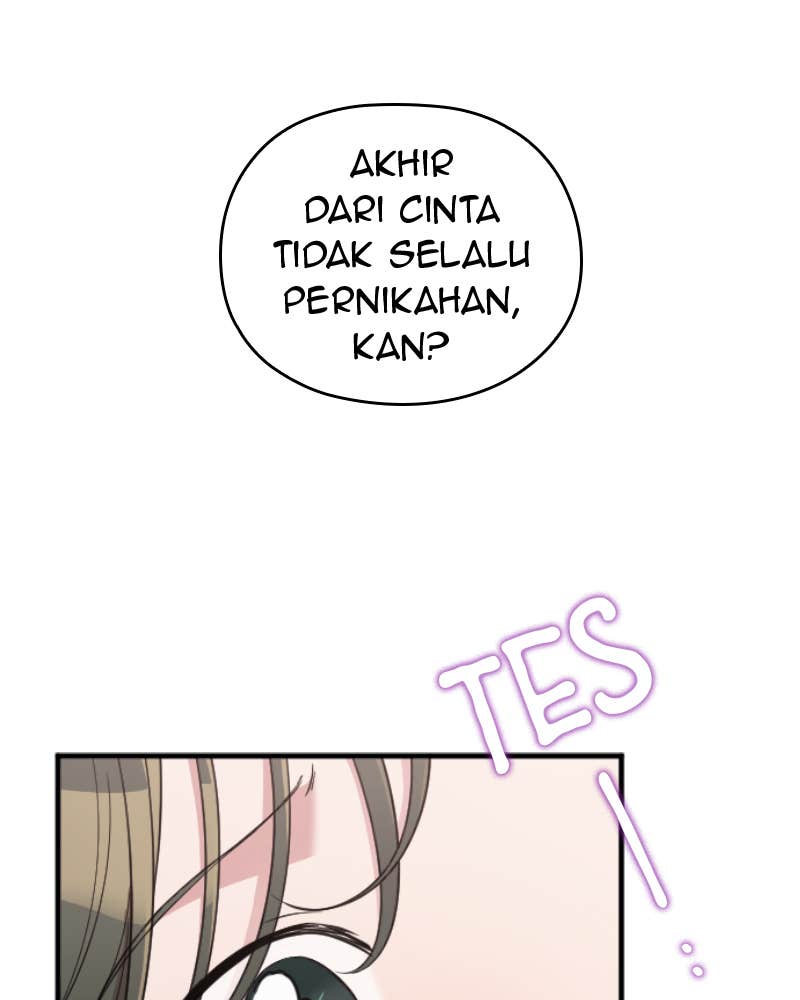 AKHIR
DARI CINTA
TIDAK SELALU
PERNIKAHAN,
KAN?
TES